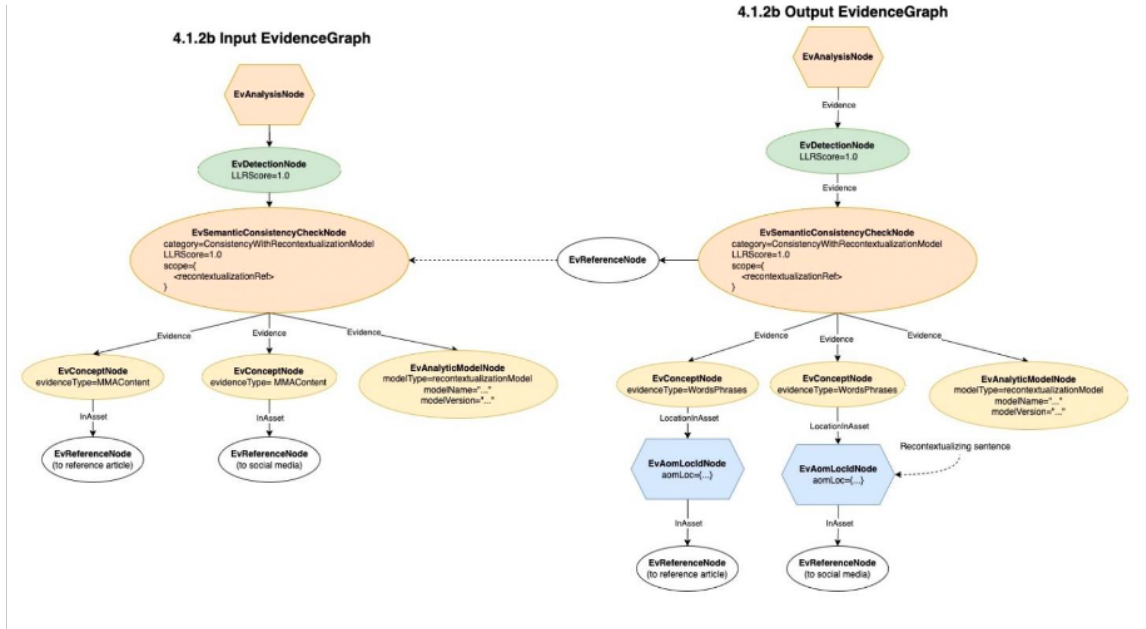 4.1.2b Input EvidenceGraph
EvAnalysisNode
EvDetectionNode
LLRScore=1.0
EvSemanticConsistencyCheckNode
category=ConsistencyWithRecontextualizationModel
LLRScore=1.0
scope={
<recontextualizationRef>
}
Evidence
Evidence
Evidence
EvConceptNode
evidenceType=MMAContent
EvConceptNode
evidenceType= MMAContent
EvAnalyticModelNode
modelType=recontextualizationModel
modelName="..."
modelVersion="..."
InAsset
InAsset
EvReferenceNode
(to reference article)
EvReferenceNode
(to social media)
EvReferenceNode
4.1.2b Output EvidenceGraph
EvAnalysisNode
Evidence
EvDetectionNode
LLRScore=1.0
Evidence
EvSemanticConsistencyCheckNode
category=ConsistencyWithRecontextualizationModel
LLRScore=1.0
scope={
<recontextualizationRef>
}
Evidence
Evidence
Evidence
EvConceptNode
evidenceType=WordsPhrases
EvConceptNode
evidenceType=WordsPhrases
EvAnalyticModelNode
modelType=recontextualizationModel
modelName="..."
modelVersion="..."
LocationInAsset
LocationInAsset
Recontextualizing sentence
EvAomLocIdNode
aomLoc={...}
EvAomLocIdNode
aomLoc={...}
InAsset
InAsset
EvReferenceNode
(to reference article)
EvReferenceNode
(to social media)